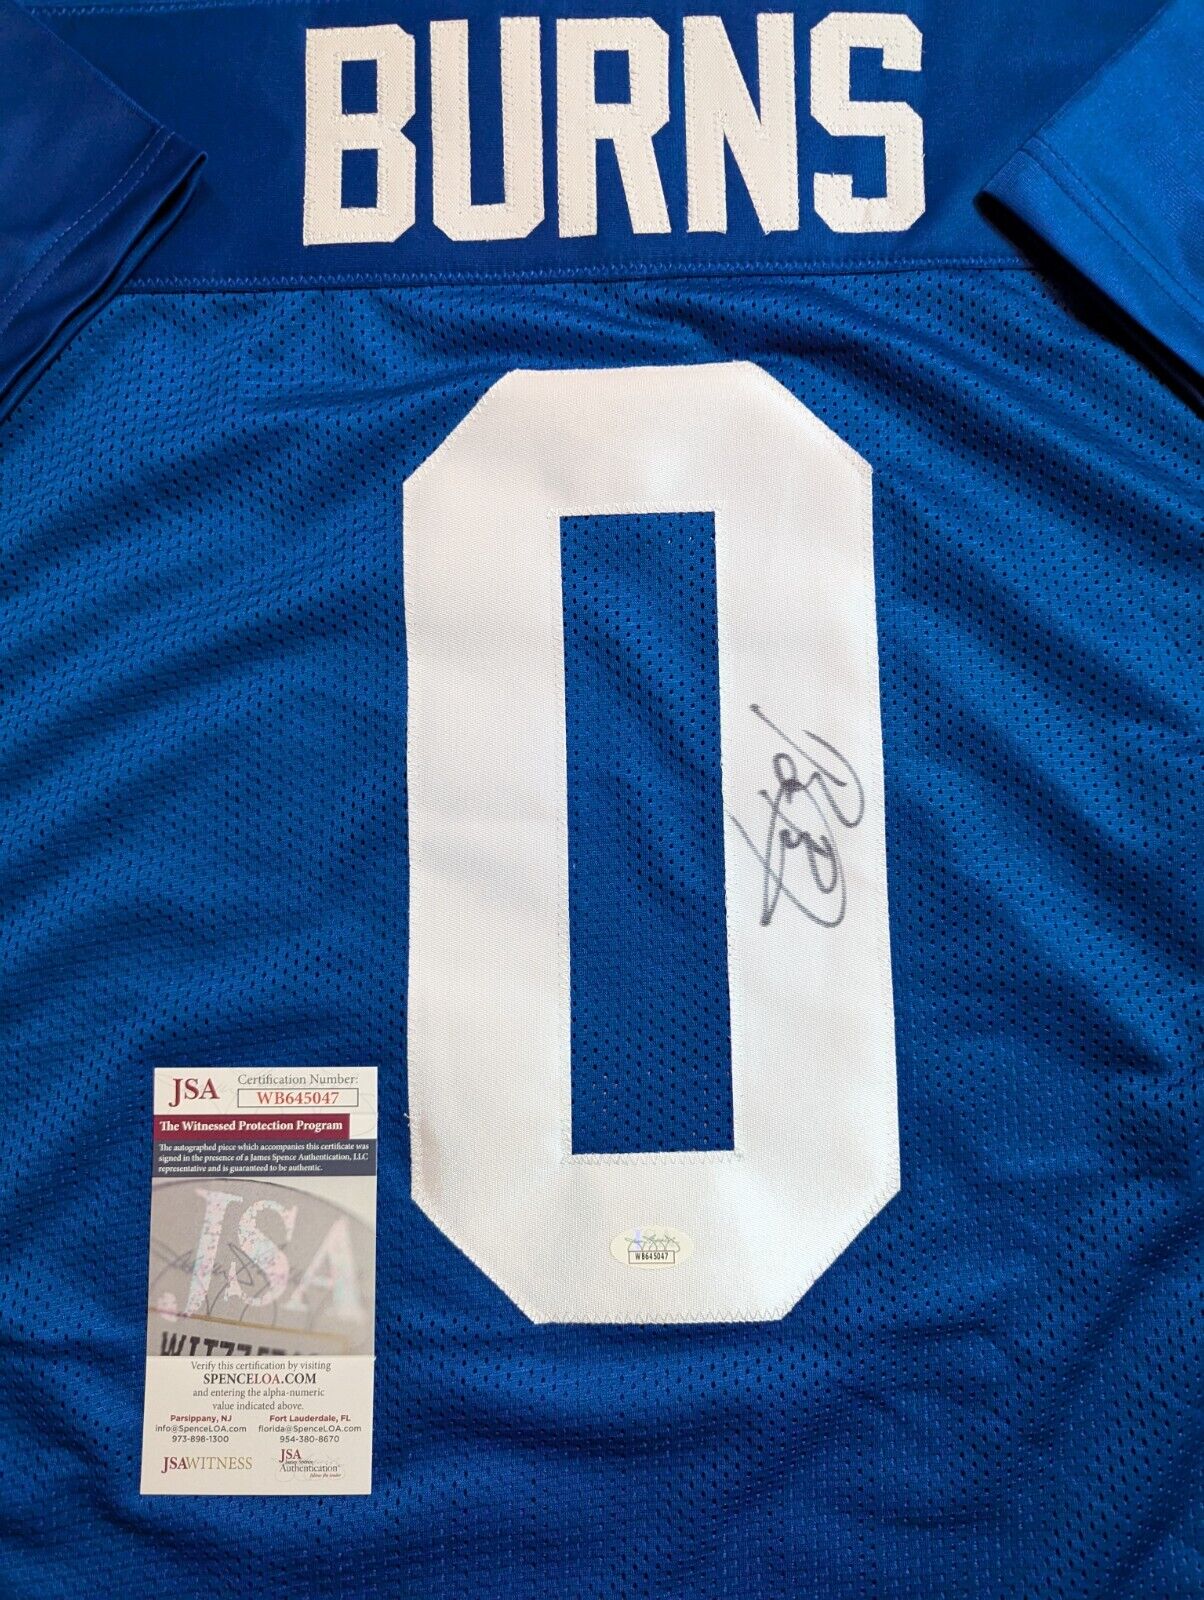 BURNS
0
JSA
Certification Number:
WB645047
The Witnessed Protection Program
The autographed piece which accompanies this certificate was
signed in the presence of a James Spence Authentication, LLC
representative and is guaranteed to be authentic.
JSA
Verify this certification by visiting
SPENCELOA.COM
and entering the alpha-numeric
value indicated above.
Parsippany, NJ
info@SpenceLOA.com
973-898-1300
Fort Lauderdale, FL
florida@SpenceLOA.com
954-380-8670
JSAWITNESS
JSA
James Spence
Authentication
WB645047